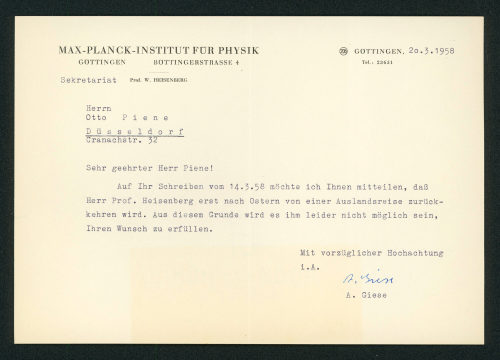 MAX-PLANCK-INSTITUT FÜR PHYSIK
GÖTTINGEN BÖTTINGERSTRASSE 4
GÖTTINGEN, 20.3.1958
Tel.: 23651
Sekretariat Prof. W. HEISENBERG
Herrn
Otto P i e n e
D ü s s e l d o r f
Cranachstr. 32
Sehr geehrter Herr Piene!
Auf Ihr Schreiben vom 14.3.58 möchte ich Ihnen mitteilen, daß
Herr Prof. Heisenberg erst nach Ostern von einer Auslandsreise zurück-
kehren wird. Aus diesem Grunde wird es ihm leider nicht möglich sein,
Ihren Wunsch zu erfüllen.
Mit vorzüglicher Hochachtung
i.A.
A. Giese
A. Giese